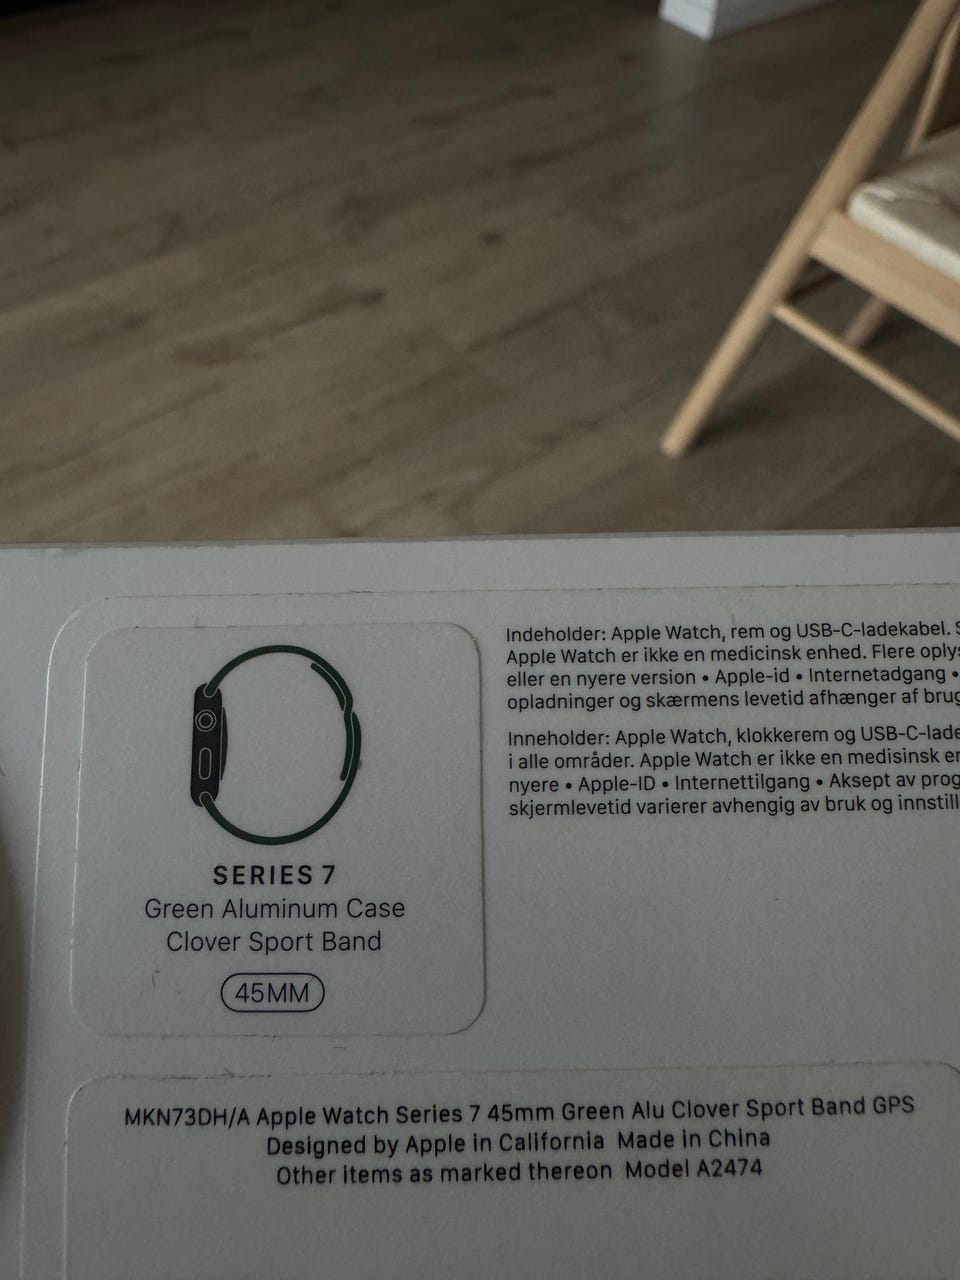 Indeholder: Apple Watch, rem og USB-C-ladekabel.
Apple Watch er ikke en medicinsk enhed. Flere
eller en nyere version • Apple-id • Internetadgang •
opladninger og skærmens levetid afhænger af
Inneholder: Apple Watch, klokkerem og
i alle områder. Apple Watch er ikke en medisinsk
nyere • Apple-ID • Internettilgang • Aksept av
skjermlevetid varierer avhengig av bruk og
SERIES 7
Green Aluminum Case
Clover Sport Band
45MM
MKN73DH/A Apple Watch Series 7 45mm Green Alu Clover Sport Band GPS
Designed by Apple in California Made in China
Other items as marked thereon Model A2474